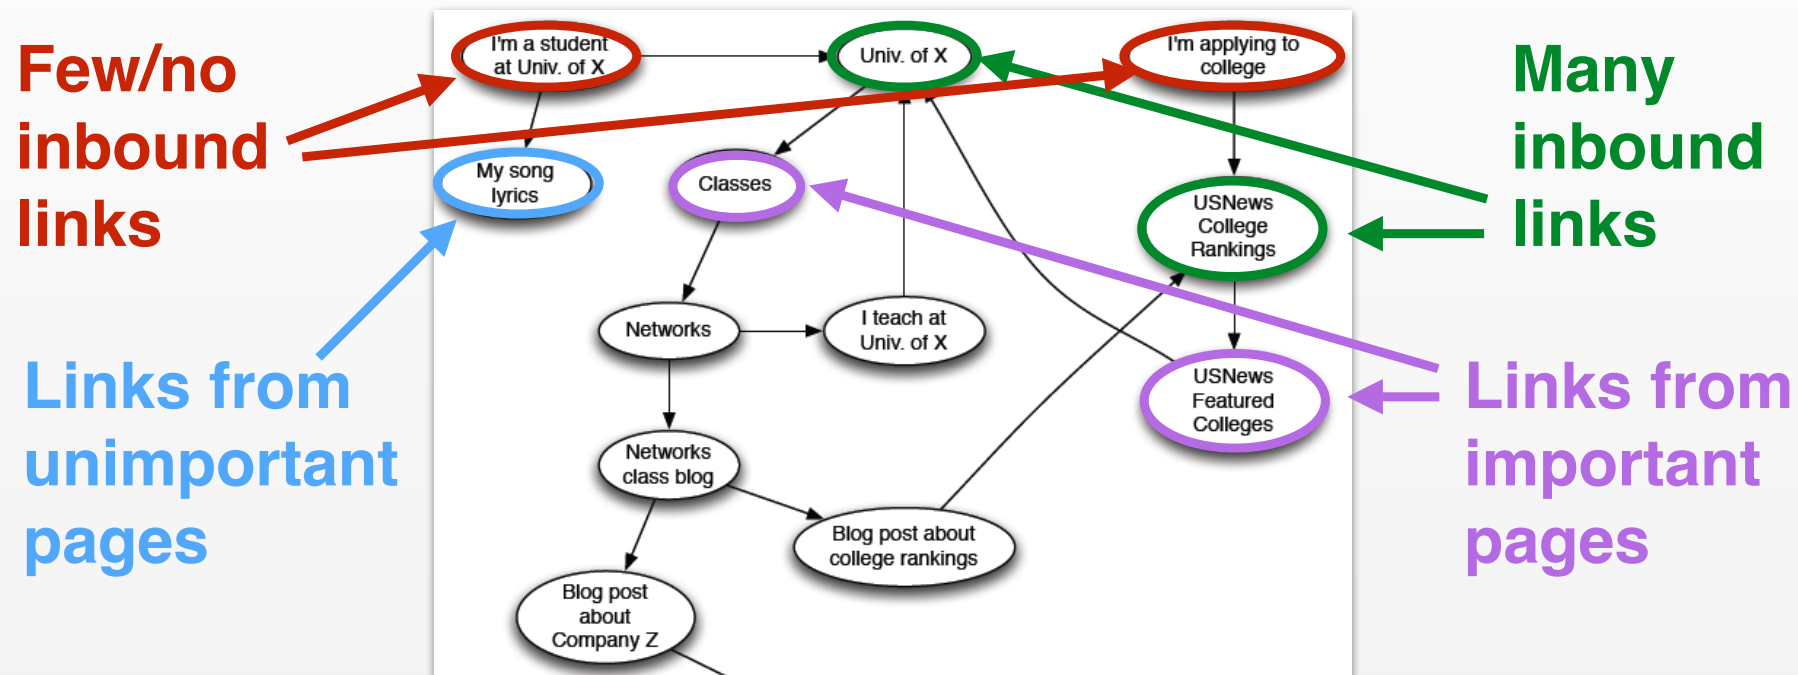 Few/no
inbound
links
Links from
unimportant
pages
I'm a student
at Univ. of X
Univ. of X
I'm applying to
college
My song
lyrics
Classes
USNews
College
Rankings
Networks
I teach at
Univ. of X
USNews
Featured
Colleges
Networks
class blog
Blog post about
college rankings
Blog post
about
Company Z
Many
inbound
links
Links from
important
pages